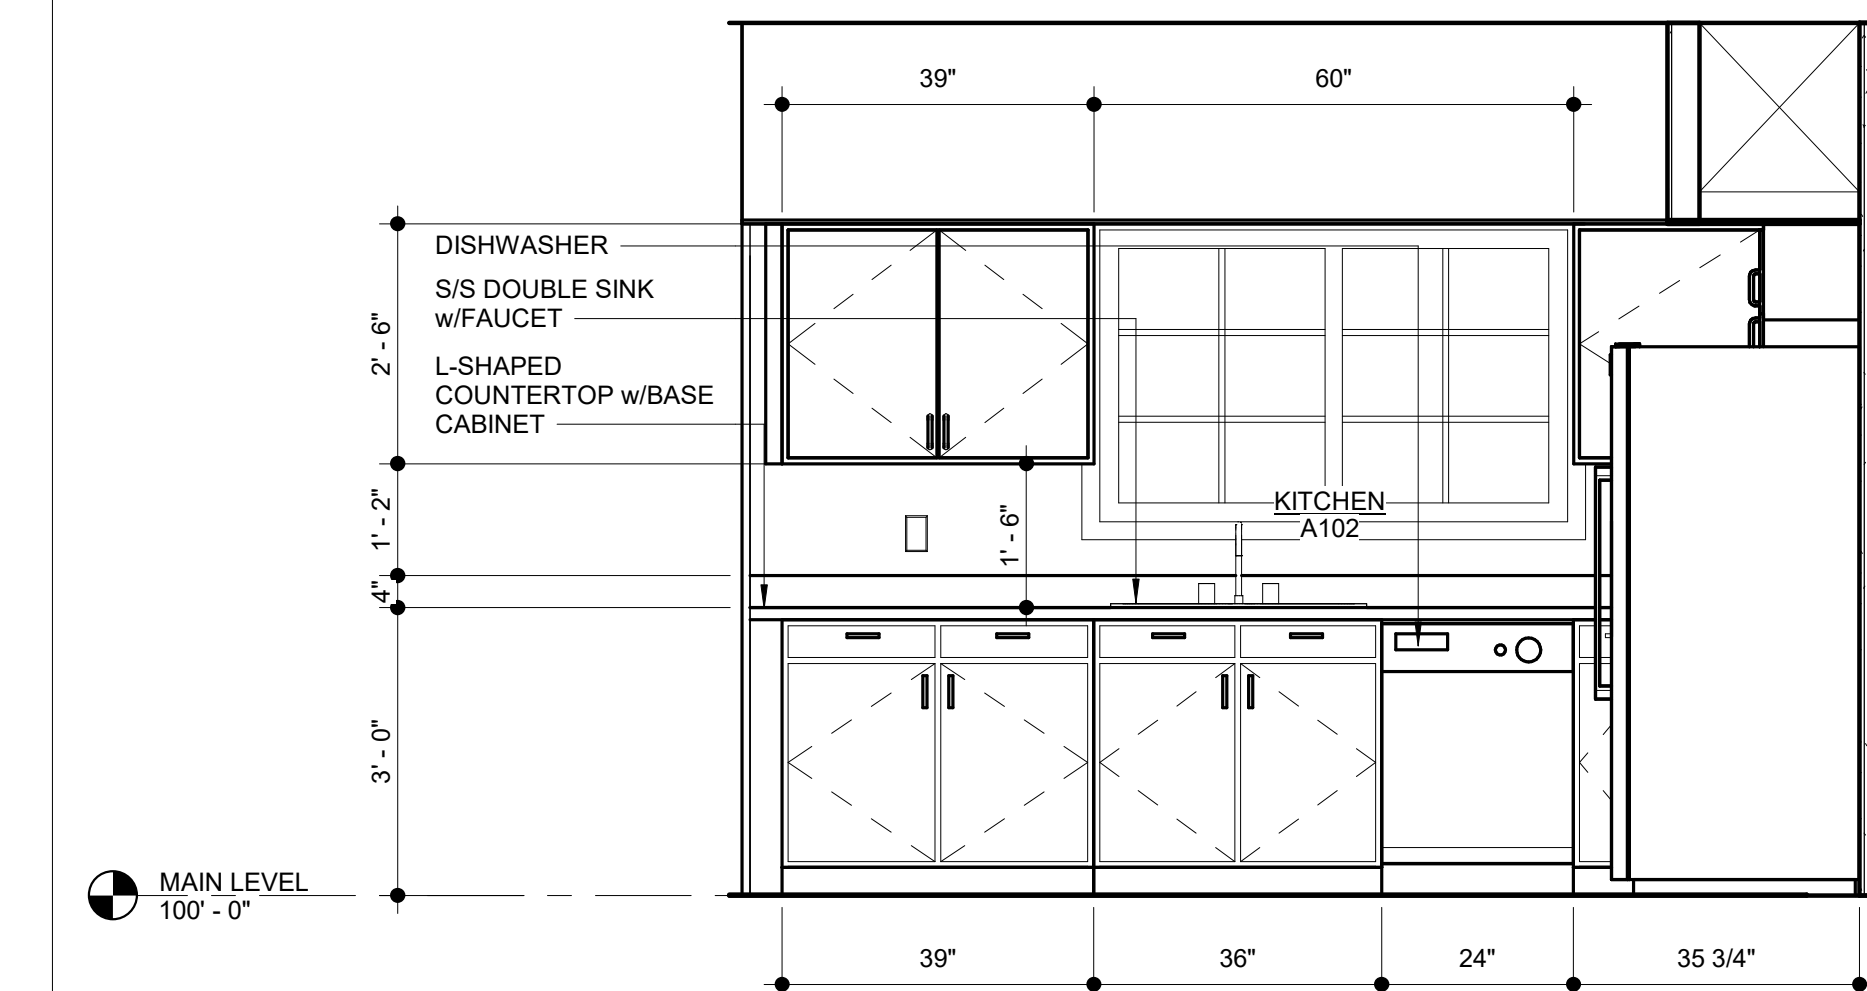 39"
60"
DISHWASHER
S/S DOUBLE SINK
w/FAUCET
L-SHAPED
COUNTERTOP w/BASE
CABINET
2' - 6"
1' - 2"
4"
3' - 0"
1' - 6"
KITCHEN
A102
MAIN LEVEL
100' - 0"
39"
36"
24"
35 3/4"